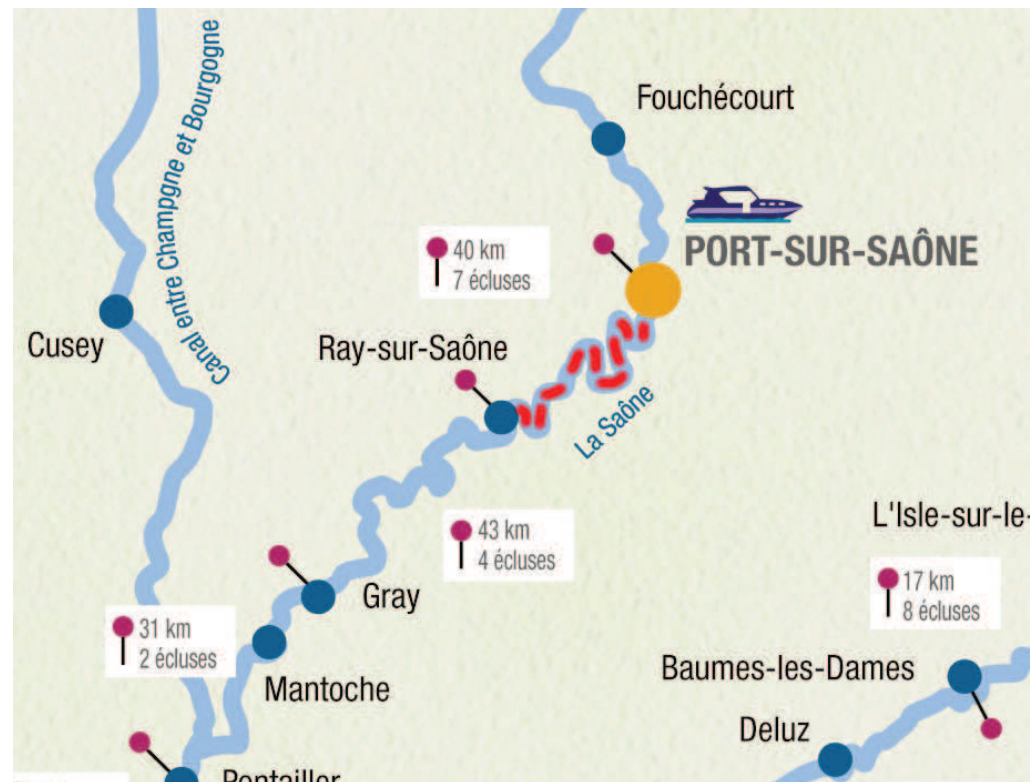 Fouchécourt
Canal entre Champgne et Bourgogne
PORT-SUR-SAÔNE
40 km
7 écluses
Cusey
Ray-sur-Saône
La Saône
43 km
4 écluses
L'Isle-sur-le-
17 km
8 écluses
Gray
31 km
2 écluses
Mantoche
Baumes-les-Dames
Deluz
Pontailler